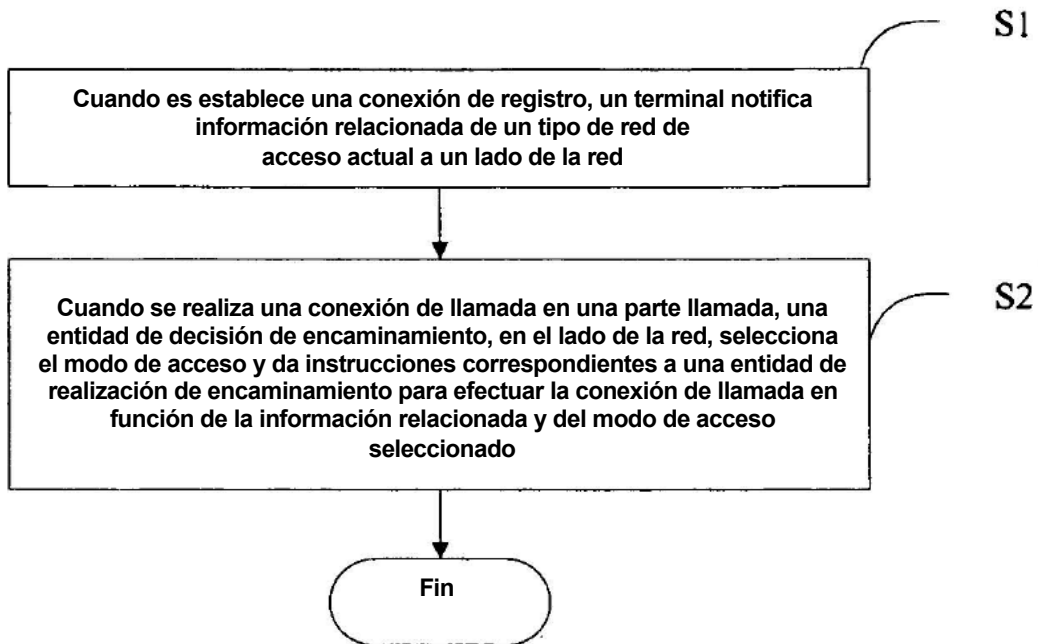 S1
Cuando es establece una conexión de registro, un terminal notifica
información relacionada de un tipo de red de
acceso actual a un lado de la red
S2
Cuando se realiza una conexión de llamada en una parte llamada, una
entidad de decisión de encaminamiento, en el lado de la red, selecciona
el modo de acceso y da instrucciones correspondientes a una entidad de
realización de encaminamiento para efectuar la conexión de llamada en
función de la información relacionada y del modo de acceso
seleccionado
Fin